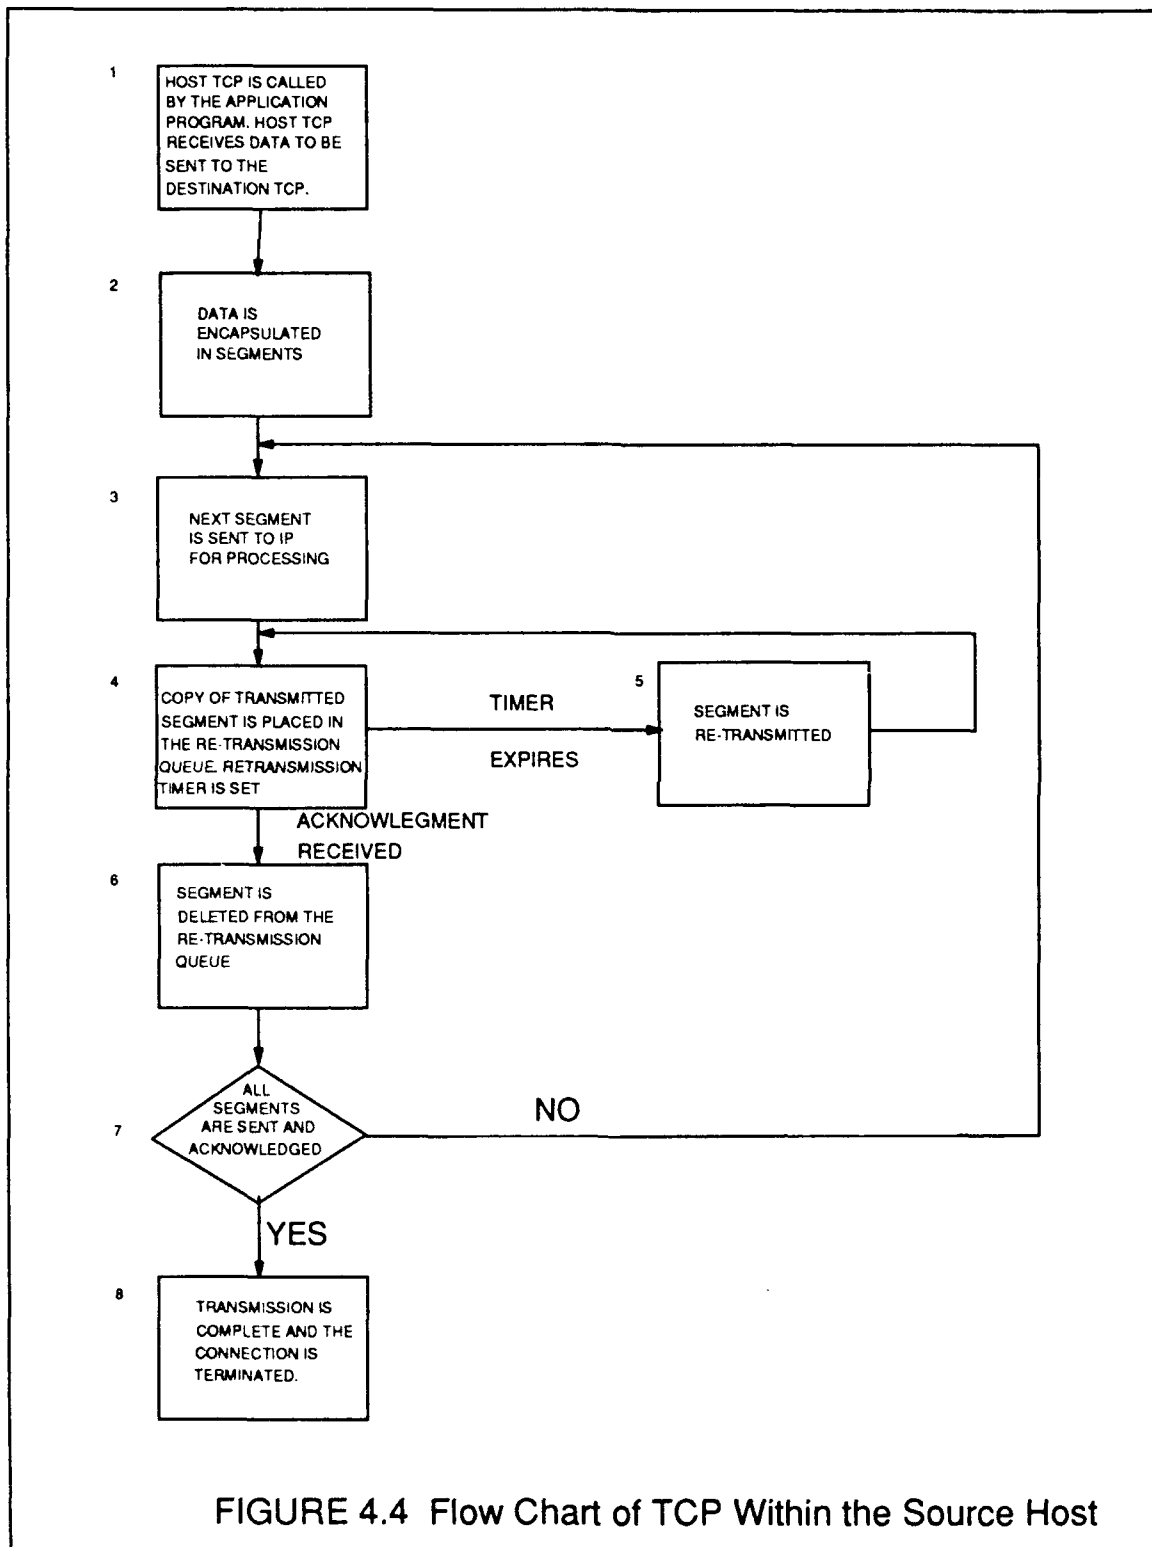 1
HOST TCP IS CALLED
BY THE APPLICATION
PROGRAM. HOST TCP
RECEIVES DATA TO BE
SENT TO THE
DESTINATION TCP.
2
DATA IS
ENCAPSULATED
IN SEGMENTS
3
NEXT SEGMENT
IS SENT TO IP
FOR PROCESSING
4
COPY OF TRANSMITTED
SEGMENT IS PLACED IN
THE RE-TRANSMISSION
QUEUE. RETRANSMISSION
TIMER IS SET
TIMER
EXPIRES
5
SEGMENT IS
RE-TRANSMITTED
ACKNOWLEGMENT
RECEIVED
6
SEGMENT IS
DELETED FROM THE
RE-TRANSMISSION
QUEUE
7
ALL
SEGMENTS
ARE SENT AND
ACKNOWLEDGED
NO
YES
8
TRANSMISSION IS
COMPLETE AND THE
CONNECTION IS
TERMINATED.
FIGURE 4.4 Flow Chart of TCP Within the Source Host